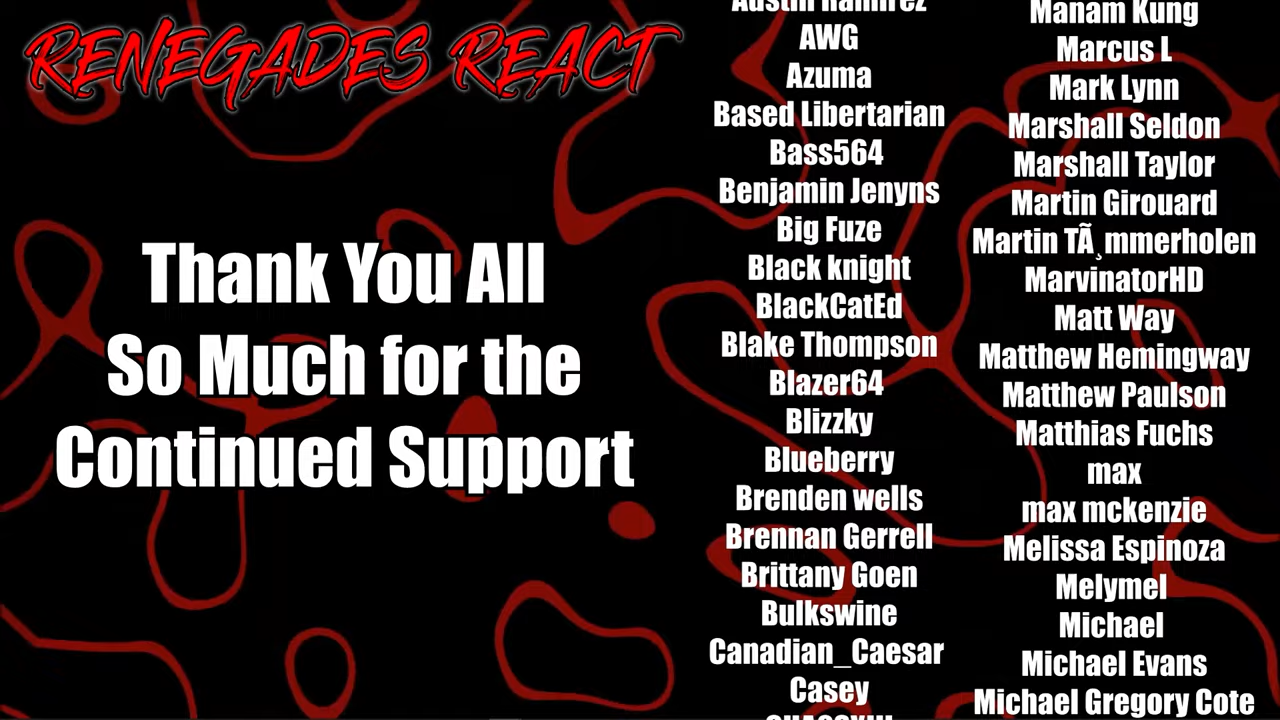 RENEGADES REACT
Thank You All
So Much for the
Continued Support
Austin Ramirez
AWG
Azuma
Based Libertarian
Bass564
Benjamin Jenyns
Big Fuze
Black knight
BlackCatEd
Blake Thompson
Blazer64
Blizzky
Blueberry
Brenden wells
Brennan Gerrell
Brittany Goen
Bulkswine
Canadian_Caesar
Casey
Manam Kung
Marcus L
Mark Lynn
Marshall Seldon
Marshall Taylor
Martin Girouard
Martin TÃ¸mmerholen
MarvinatorHD
Matt Way
Matthew Hemingway
Matthew Paulson
Matthias Fuchs
max
max mckenzie
Melissa Espinoza
Melymel
Michael
Michael Evans
Michael Gregory Cote